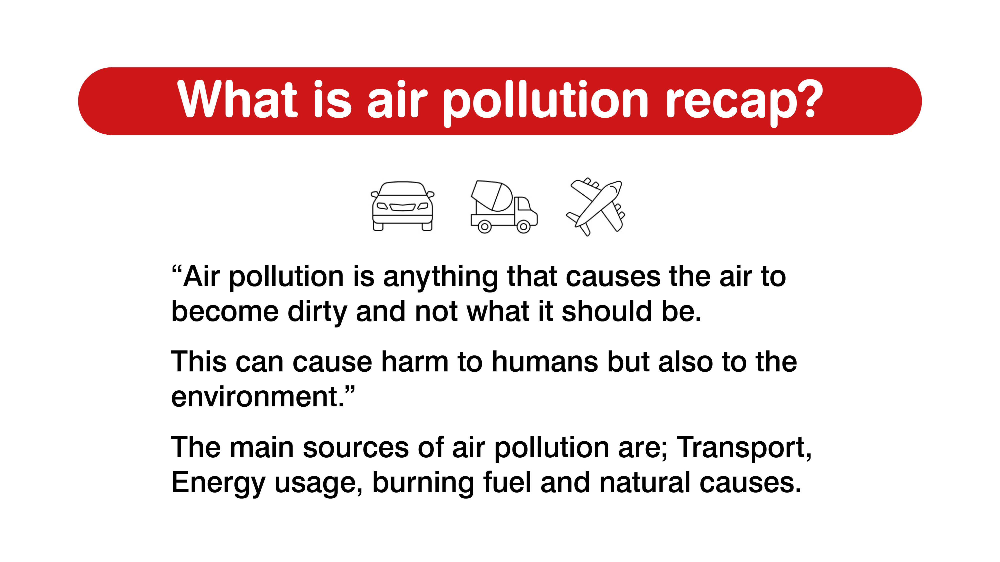 What is air pollution recap?
“Air pollution is anything that causes the air to
become dirty and not what it should be.
This can cause harm to humans but also to the
environment.”
The main sources of air pollution are; Transport,
Energy usage, burning fuel and natural causes.